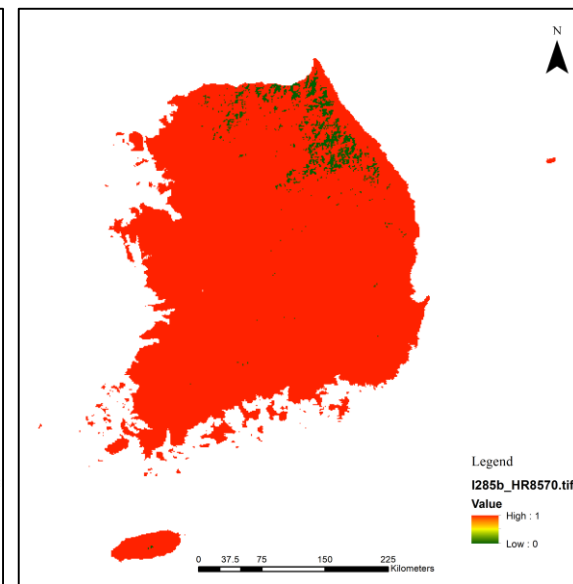 N
Legend
I285b_HR8570.tif
Value
High : 1
Low : 0
0 37.5 75 150 225
Kilometers